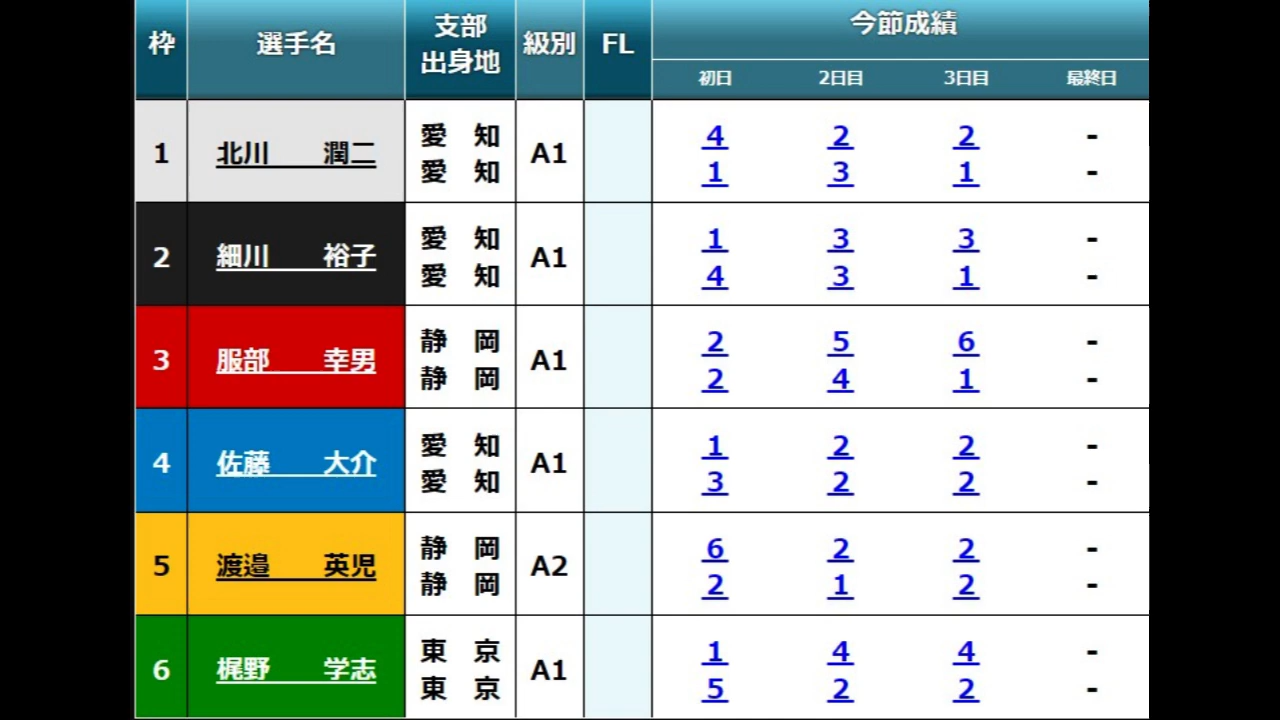 枠 選手名 支部 出身地 級別 FL 今節成績
初日 2日目 3日目 最終日
1 北川 潤二 愛 知 A1 4 2 2 -
愛 知 1 3 1 -
2 細川 裕子 愛 知 A1 1 3 3 -
愛 知 4 3 1 -
3 服部 幸男 静 岡 A1 2 5 6 -
静 岡 2 4 1 -
4 佐藤 大介 愛 知 A1 1 2 2 -
愛 知 3 2 2 -
5 渡邉 英児 静 岡 A2 6 2 2 -
静 岡 2 1 2 -
6 梶野 学志 東 京 A1 1 4 4 -
東 京 5 2 2 -